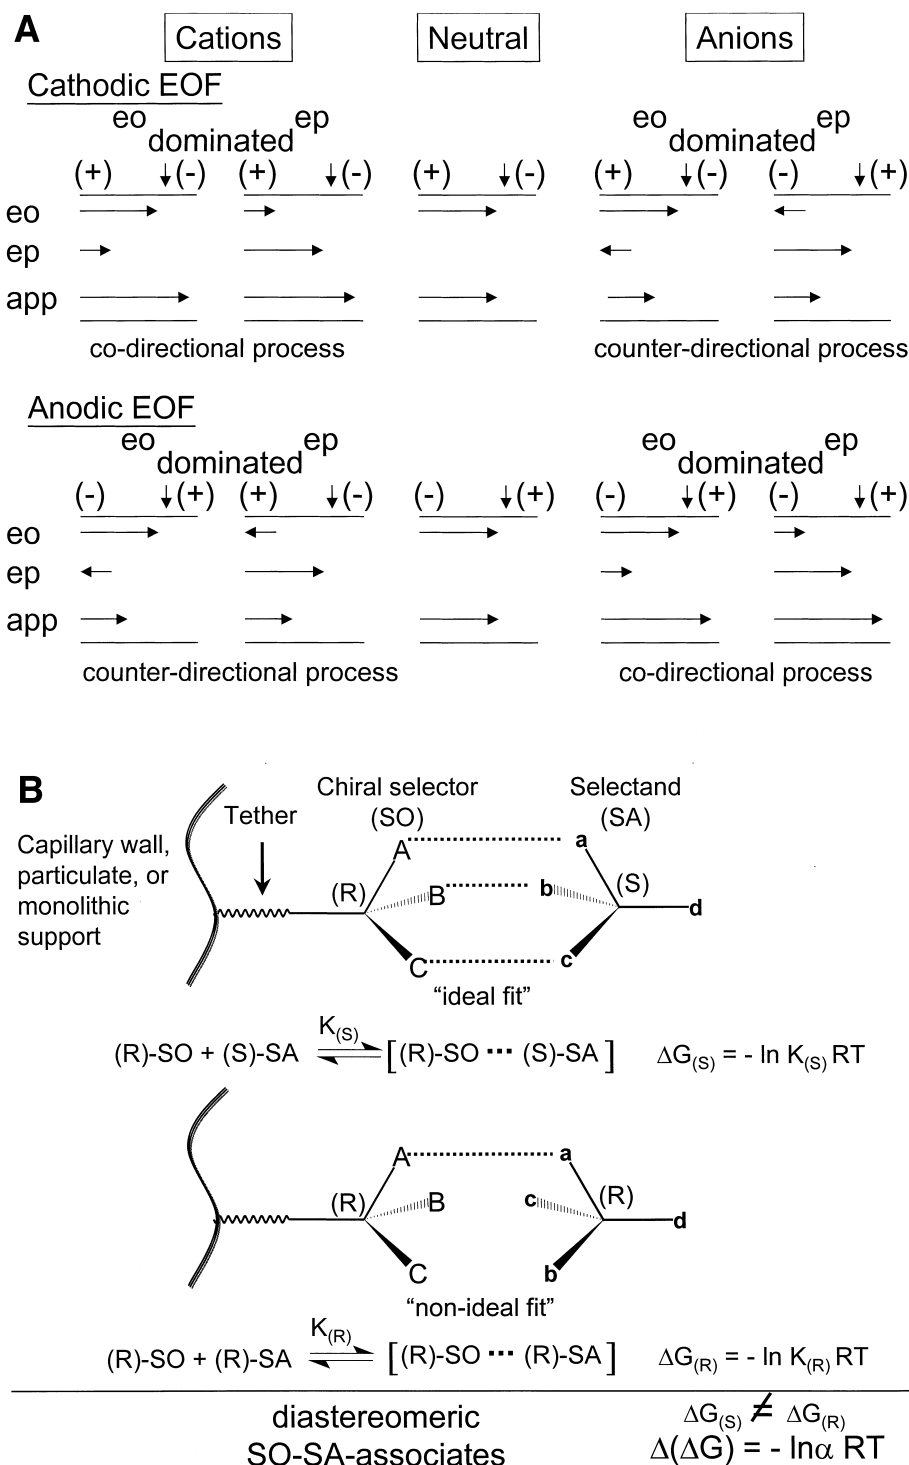 A
Cations Neutral Anions
Cathodic EOF
eo dominated ep eo dominated ep
(+) (-) (+) (-) (+) (-) (+) (-) (-) (+)
eo
ep
app
co-directional process counter-directional process
Anodic EOF
eo dominated ep eo dominated ep
(-) (+) (+) (-) (-) (+) (-) (+) (-) (+)
eo
ep
app
counter-directional process co-directional process
B
Chiral selector
(SO)
Selectand
(SA)
Tether
Capillary wall,
particulate, or
monolithic
support
A a
(R) B b (S) d
C c
“ideal fit”
K(S)
(R)-SO + (S)-SA [(R)-SO ··· (S)-SA] ΔG(S) = - ln K(S) RT
A a
(R) B c (R) d
C b
“non-ideal fit”
K(R)
(R)-SO + (R)-SA [(R)-SO ··· (R)-SA] ΔG(R) = - ln K(R) RT
diastereomeric
SO-SA-associates
ΔG(S) ≠ ΔG(R)
Δ(ΔG) = - lnα RT